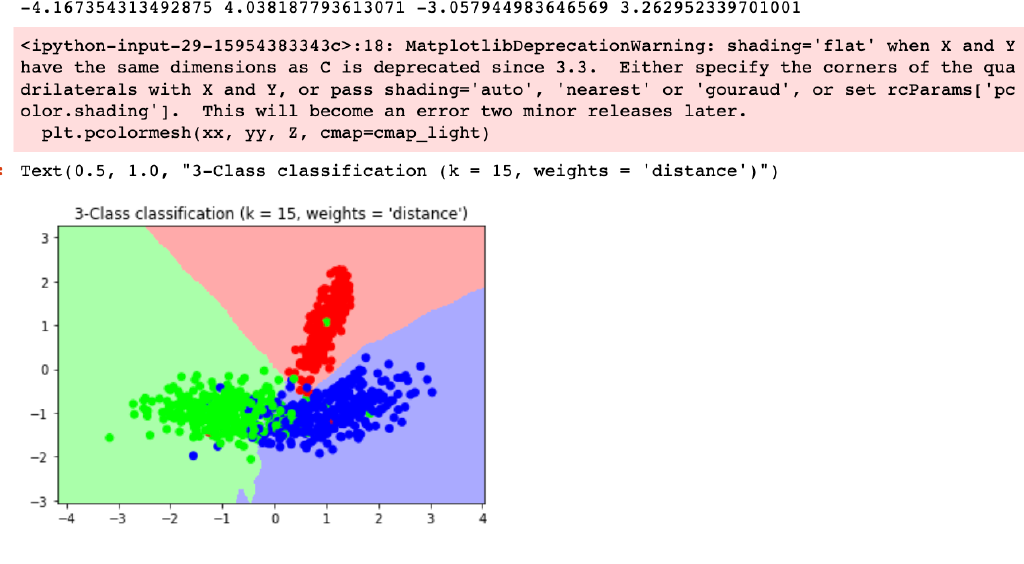 -4.167354313492875 4.038187793613071 -3.057944983646569 3.262952339701001
<ipython-input-29-15954383343c>:18: MatplotlibDeprecationWarning: shading='flat' when X and Y
have the same dimensions as C is deprecated since 3.3.  Either specify the corners of the qua
drilaterals with X and Y, or pass shading='auto', 'nearest' or 'gouraud', or set rcParams['pc
olor.shading'].  This will become an error two minor releases later.
  plt.pcolormesh(xx, yy, Z, cmap=cmap_light)
Text(0.5, 1.0, "3-Class classification (k = 15, weights = 'distance')")
3-Class classification (k = 15, weights = 'distance')
3
2
1
0
−1
−2
−3
−4 −3 −2 −1 0 1 2 3 4